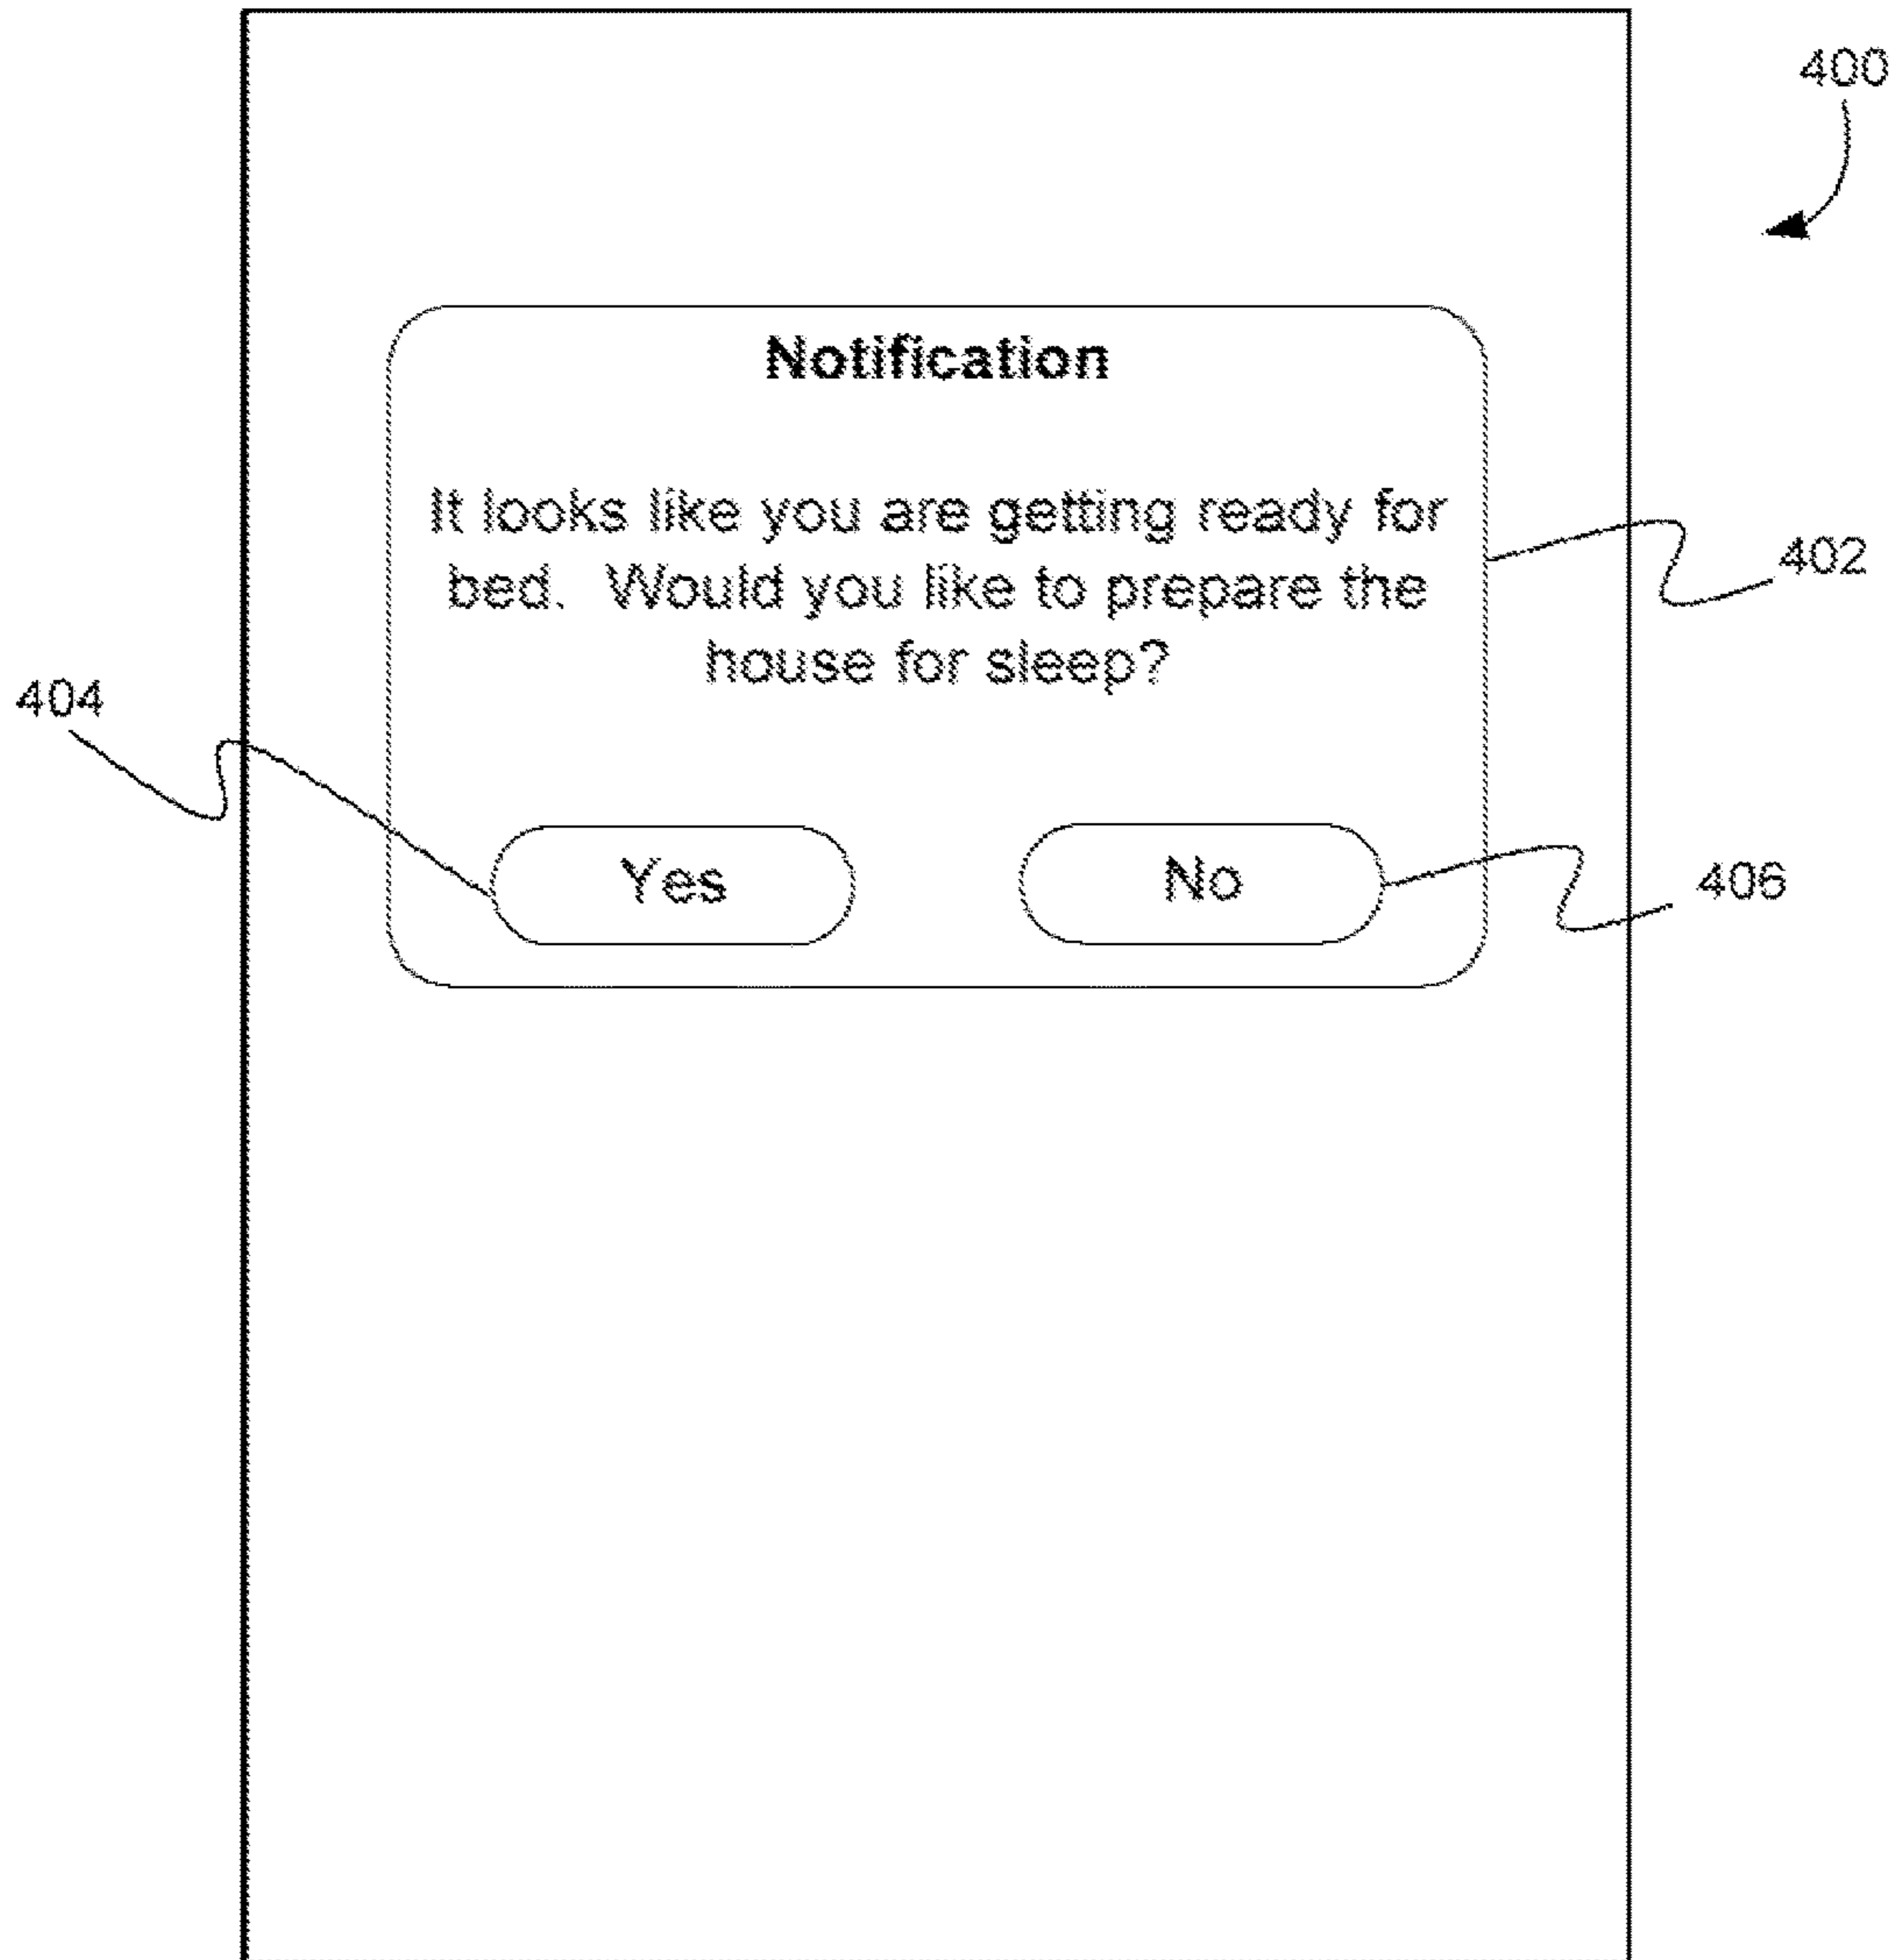 400
Notification
It looks like you are getting ready for
bed. Would you like to prepare the
house for sleep?
402
404
Yes
No
406